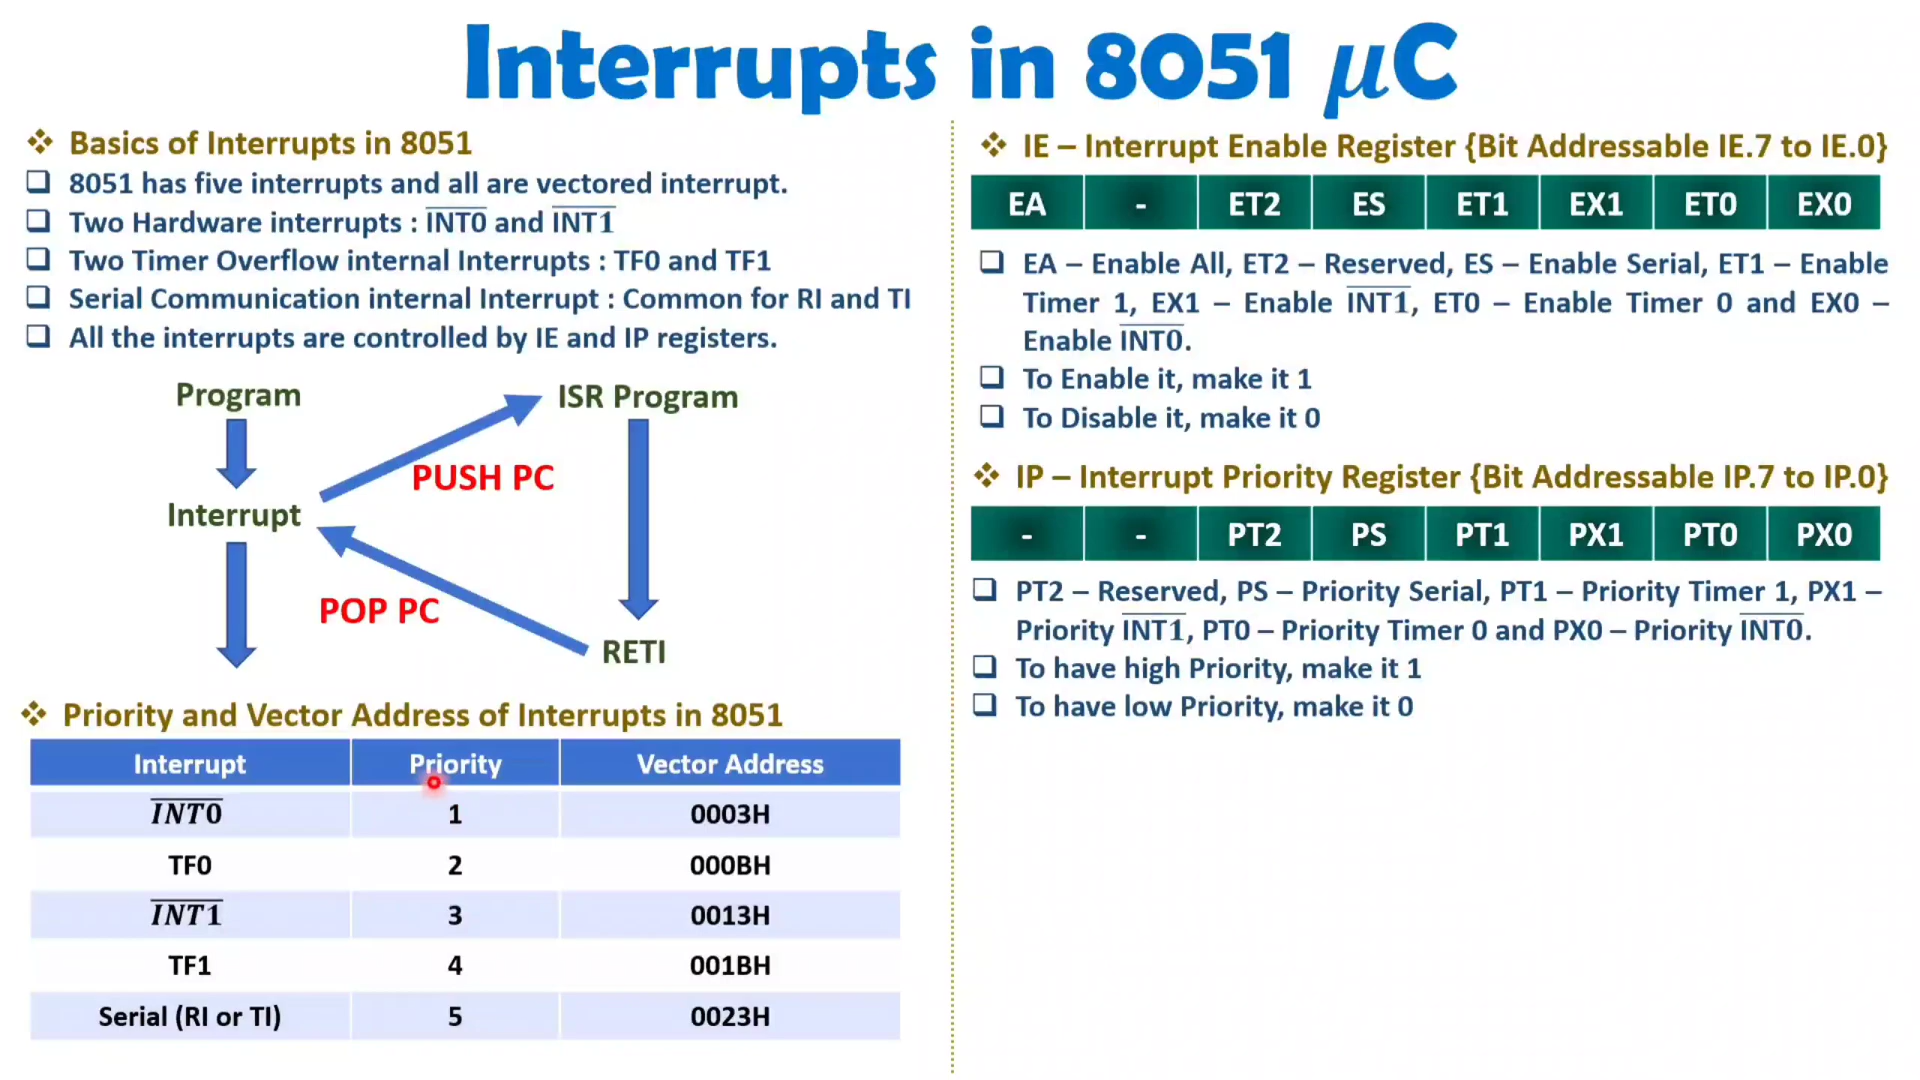 Interrupts in 8051 µC
❖ Basics of Interrupts in 8051
❑ 8051 has five interrupts and all are vectored interrupt.
❑ Two Hardware interrupts : I̅N̅T̅0̅ and I̅N̅T̅1̅
❑ Two Timer Overflow internal Interrupts : TF0 and TF1
❑ Serial Communication internal Interrupt : Common for RI and TI
❑ All the interrupts are controlled by IE and IP registers.
Program
ISR Program
PUSH PC
Interrupt
POP PC
RETI
❖ Priority and Vector Address of Interrupts in 8051
Interrupt Priority Vector Address
I̅N̅T̅0̅ 1 0003H
TF0 2 000BH
I̅N̅T̅1̅ 3 0013H
TF1 4 001BH
Serial (RI or TI) 5 0023H
❖ IE – Interrupt Enable Register {Bit Addressable IE.7 to IE.0}
EA - ET2 ES ET1 EX1 ET0 EX0
❑ EA – Enable All, ET2 – Reserved, ES – Enable Serial, ET1 – Enable
Timer 1, EX1 – Enable I̅N̅T̅1̅, ET0 – Enable Timer 0 and EX0 –
Enable I̅N̅T̅0̅.
❑ To Enable it, make it 1
❑ To Disable it, make it 0
❖ IP – Interrupt Priority Register {Bit Addressable IP.7 to IP.0}
- - PT2 PS PT1 PX1 PT0 PX0
❑ PT2 – Reserved, PS – Priority Serial, PT1 – Priority Timer 1, PX1 –
Priority I̅N̅T̅1̅, PT0 – Priority Timer 0 and PX0 – Priority I̅N̅T̅0̅.
❑ To have high Priority, make it 1
❑ To have low Priority, make it 0